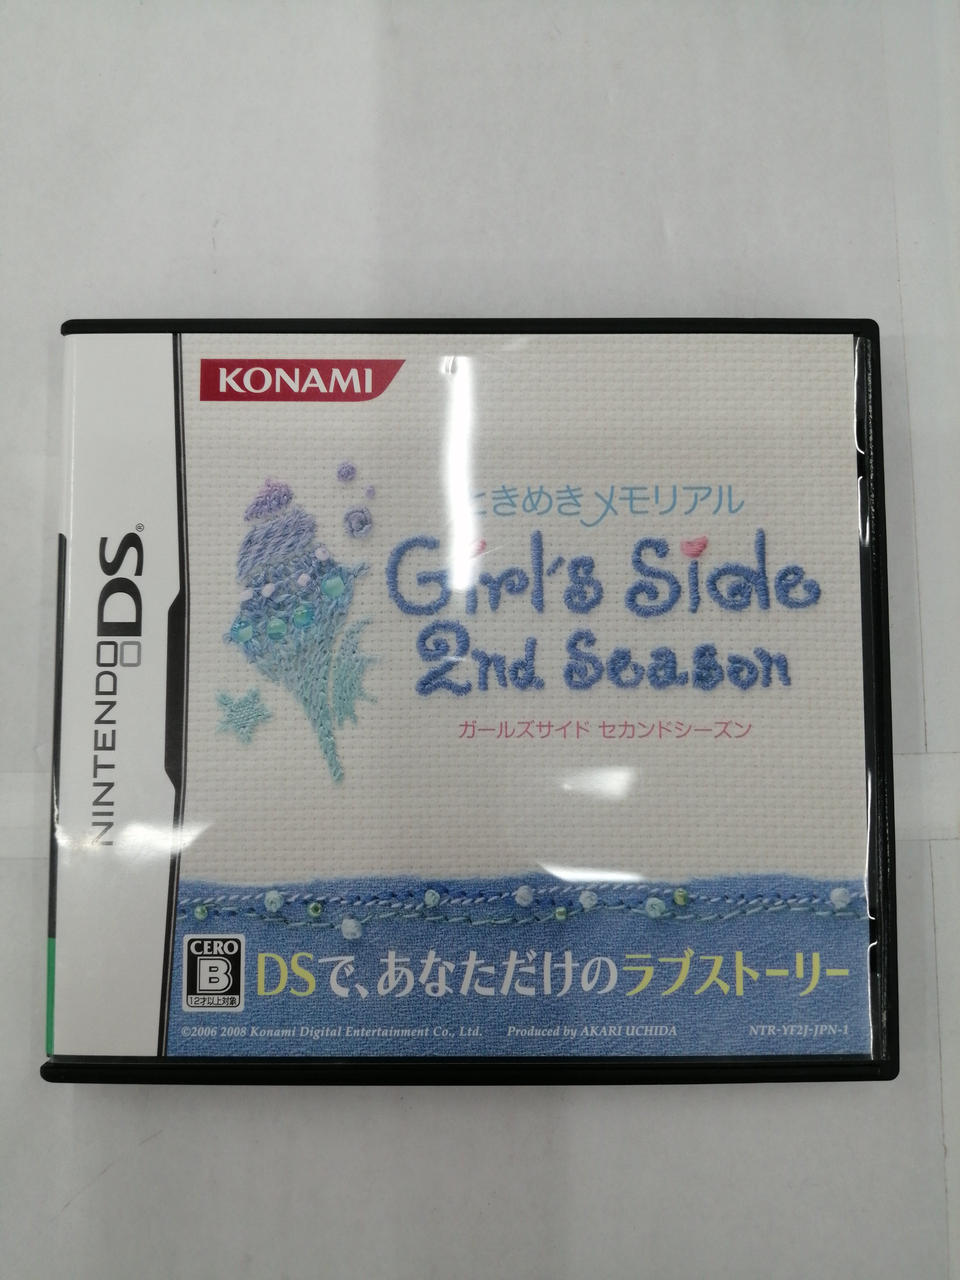 KONAMI
ときめきメモリアル
Girl's Side
2nd Season
ガールズサイド セカンドシーズン
NINTENDO DS®
CERO
B
12才以上対象
DSで、あなただけのラブストーリー
©2006 2008 Konami Digital Entertainment Co., Ltd. Produced by AKARI UCHIDA NTR-YF2J-JPN-1